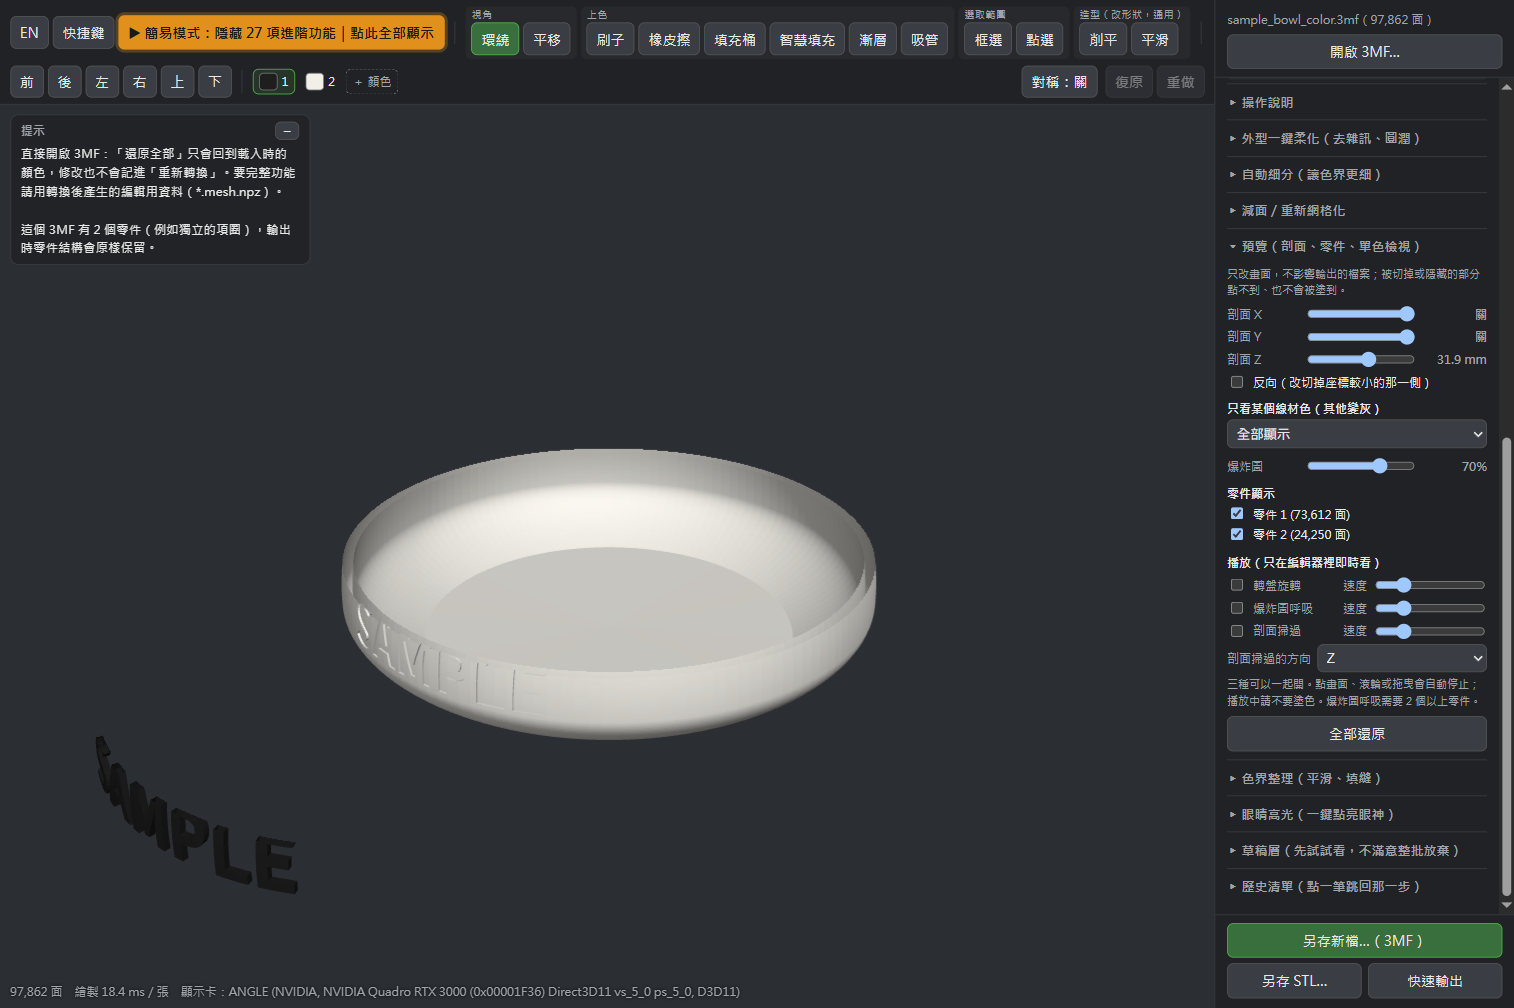 EN
快捷鍵
▶ 簡易模式：隱藏 27 項進階功能｜點此全部顯示
視角
環繞
平移
上色
刷子
橡皮擦
填充桶
智慧填充
漸層
吸管
選取範圍
框選
點選
造型（改形狀，通用）
削平
平滑
前
後
左
右
上
下
1
2
+ 顏色
對稱：關
復原
重做
提示
−
直接開啟 3MF：「還原全部」只會回到載入時的
顏色，修改也不會記進「重新轉換」。要完整功能
請用轉換後產生的編輯用資料（*.mesh.npz）。
這個 3MF 有 2 個零件（例如獨立的項圈），輸出
時零件結構會原樣保留。
SAMPLE
SAMPLE
97,862 面　繪製 18.4 ms / 張　顯示卡：ANGLE (NVIDIA, NVIDIA Quadro RTX 3000 (0x00001F36) Direct3D11 vs_5_0 ps_5_0, D3D11)
sample_bowl_color.3mf（97,862 面）
開啟 3MF...
▸ 操作說明
▸ 外型一鍵柔化（去雜訊、圓潤）
▸ 自動細分（讓色界更細）
▸ 減面 / 重新網格化
▾ 預覽（剖面、零件、單色檢視）
只改畫面，不影響輸出的檔案；被切掉或隱藏的部分
點不到、也不會被塗到。
剖面 X
關
剖面 Y
關
剖面 Z
31.9 mm
反向（改切掉座標較小的那一側）
只看某個線材色（其他變灰）
全部顯示
爆炸圖
70%
零件顯示
零件 1 (73,612 面)
零件 2 (24,250 面)
播放（只在編輯器裡即時看）
轉盤旋轉
速度
爆炸圖呼吸
速度
剖面掃過
速度
剖面掃過的方向
Z
三種可以一起開。點畫面、滾輪或拖曳會自動停止；
播放中請不要塗色。爆炸圖呼吸需要 2 個以上零件。
全部還原
▸ 色界整理（平滑、填縫）
▸ 眼睛高光（一鍵點亮眼神）
▸ 草稿層（先試試看，不滿意整批放棄）
▸ 歷史清單（點一筆跳回那一步）
另存新檔...（3MF）
另存 STL...
快速輸出